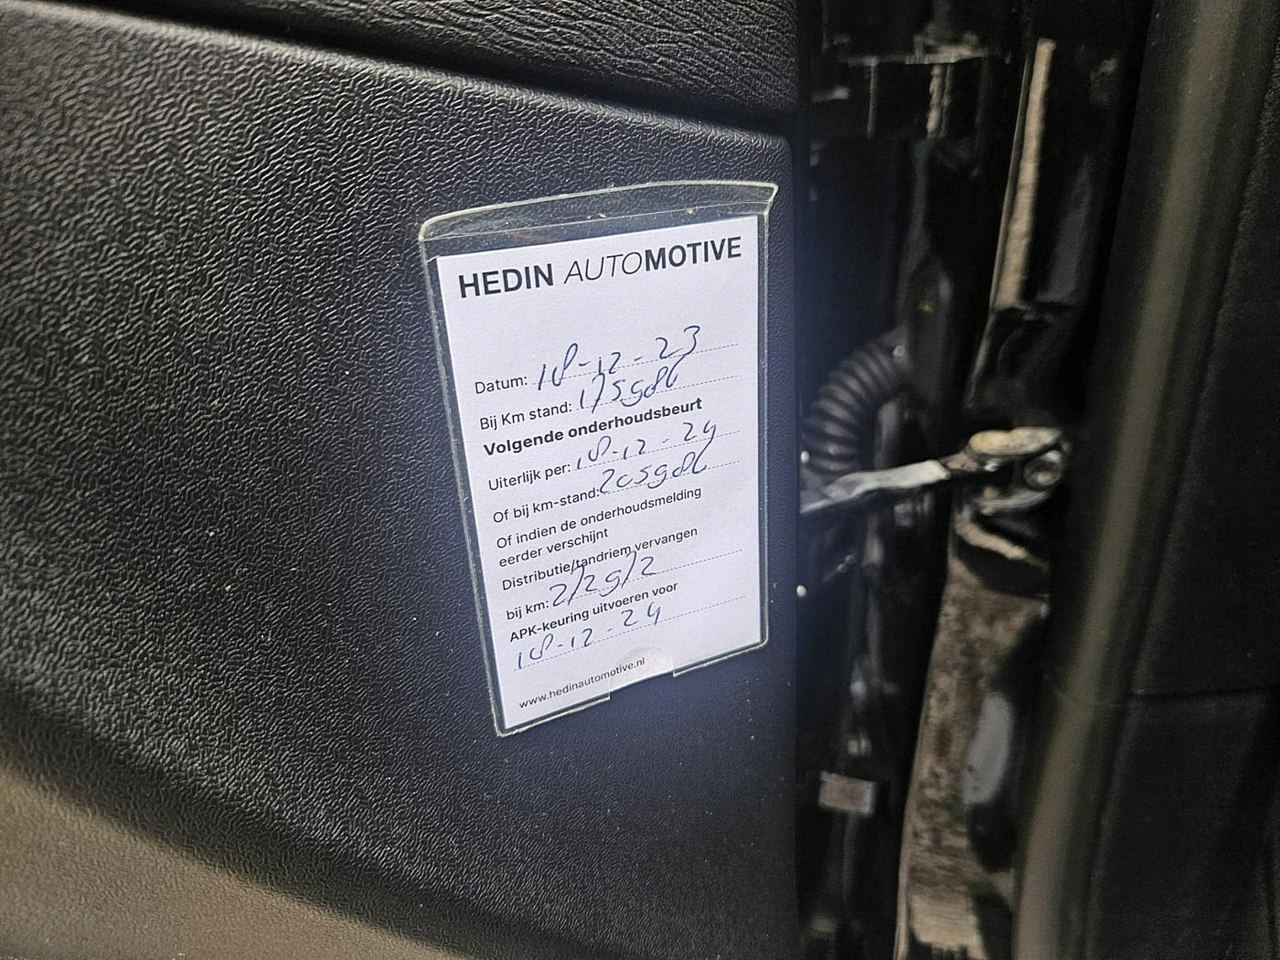 HEDIN AUTOMOTIVE
Datum: 18-12-23
Bij Km stand: 175986
Volgende onderhoudsbeurt
Uiterlijk per: 18-12-24
Of bij km-stand: 205986
Of indien de onderhoudsmelding
eerder verschijnt
Distributie/tandriem vervangen
bij km:
APK-keuring uitvoeren voor
18-12-24
www.hedinautomotive.nl